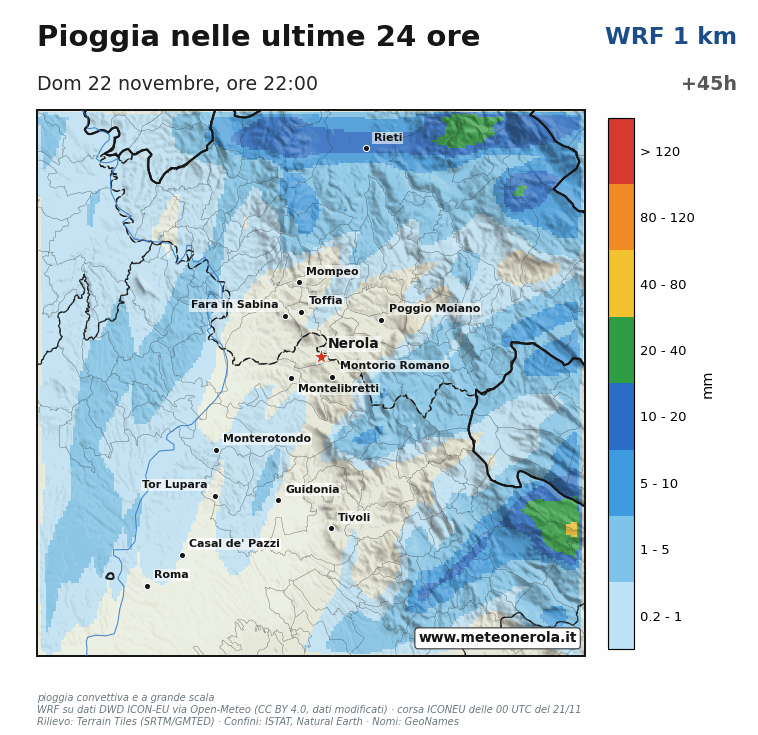 Pioggia nelle ultime 24 ore
WRF 1 km
Dom 22 novembre, ore 22:00
+45h
Rieti
Mompeo
Fara in Sabina
Toffia
Poggio Moiano
Nerola
Montorio Romano
Montelibretti
Monterotondo
Tor Lupara
Guidonia
Tivoli
Casal de' Pazzi
Roma
www.meteonerola.it
> 120
80 - 120
40 - 80
20 - 40
10 - 20
5 - 10
1 - 5
0.2 - 1
mm
pioggia convettiva e a grande scala
WRF su dati DWD ICON-EU via Open-Meteo (CC BY 4.0, dati modificati) · corsa ICONEU delle 00 UTC del 21/11
Rilievo: Terrain Tiles (SRTM/GMTED) · Confini: ISTAT, Natural Earth · Nomi: GeoNames